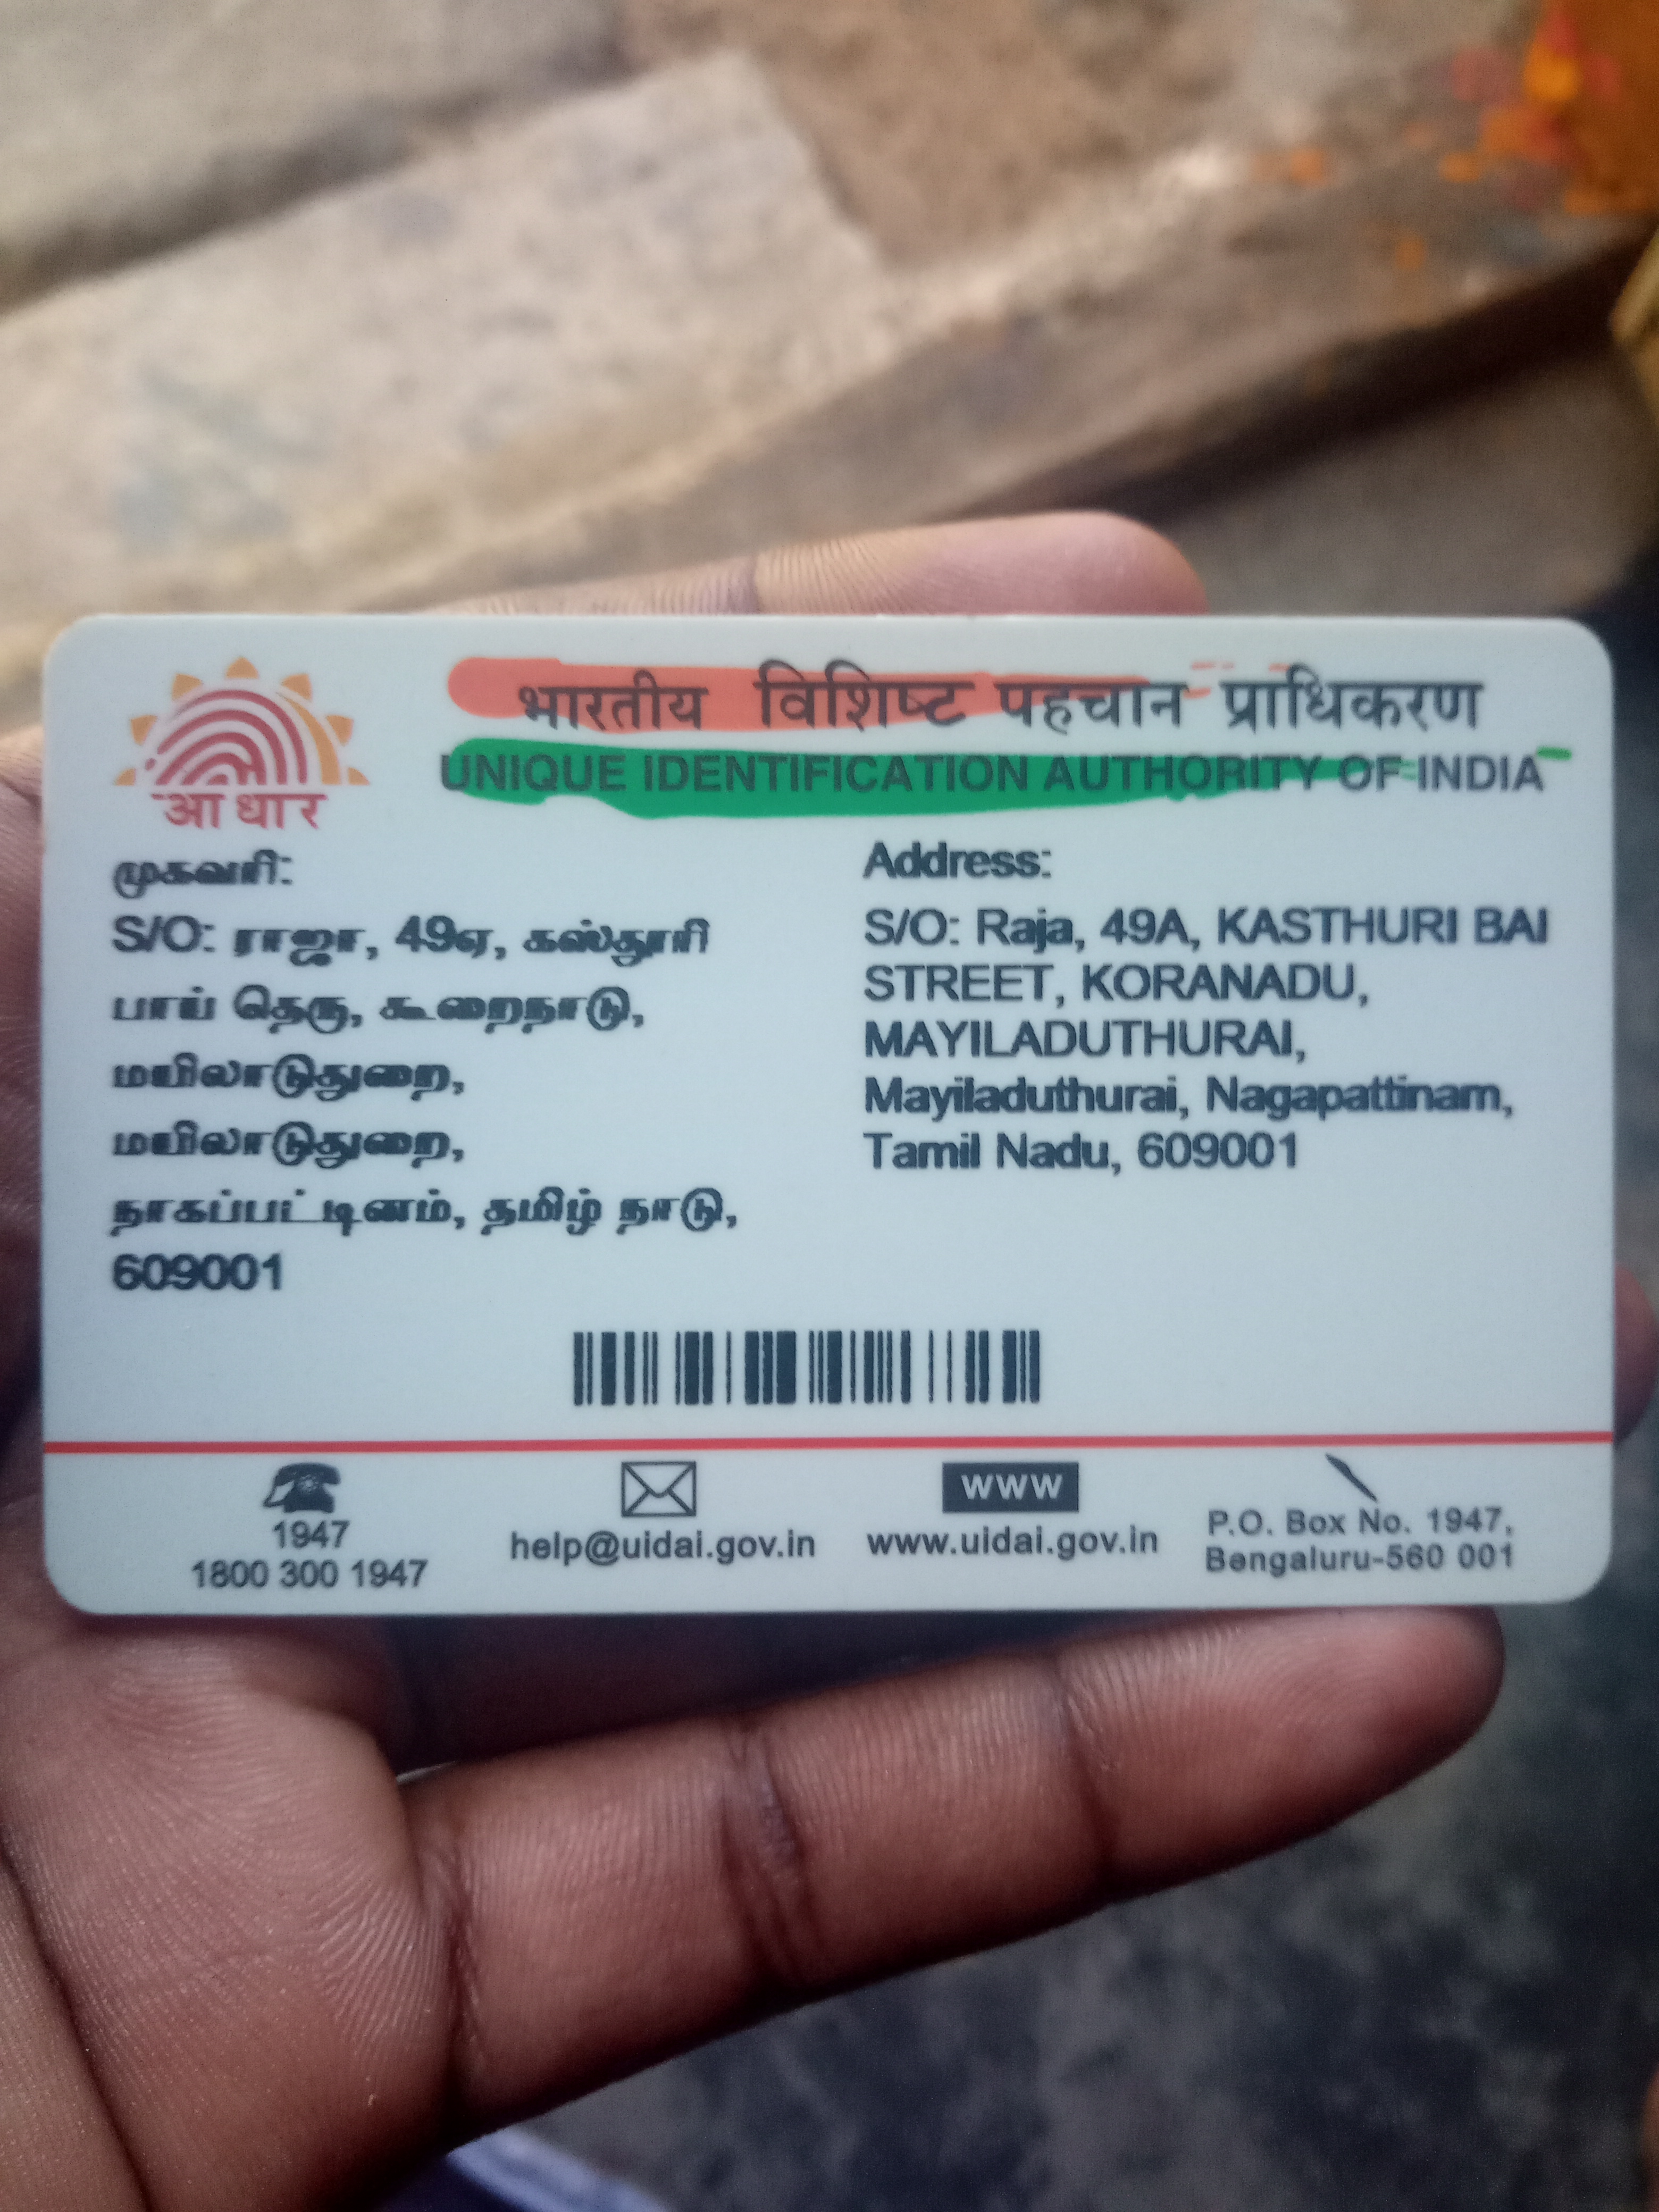 भारतीय विशिष्ट पहचान प्राधिकरण
UNIQUE IDENTIFICATION AUTHORITY OF INDIA
आधार
முகவரி:
S/O: ராஜா, 49ஏ, கஸ்தூரி
பாய் தெரு, கூறைநாடு,
மயிலாடுதுறை,
மயிலாடுதுறை,
நாகப்பட்டினம், தமிழ் நாடு,
609001
Address:
S/O: Raja, 49A, KASTHURI BAI
STREET, KORANADU,
MAYILADUTHURAI,
Mayiladuthurai, Nagapattinam,
Tamil Nadu, 609001
1947
1800 300 1947
help@uidai.gov.in
www
www.uidai.gov.in
P.O. Box No. 1947,
Bengaluru-560 001